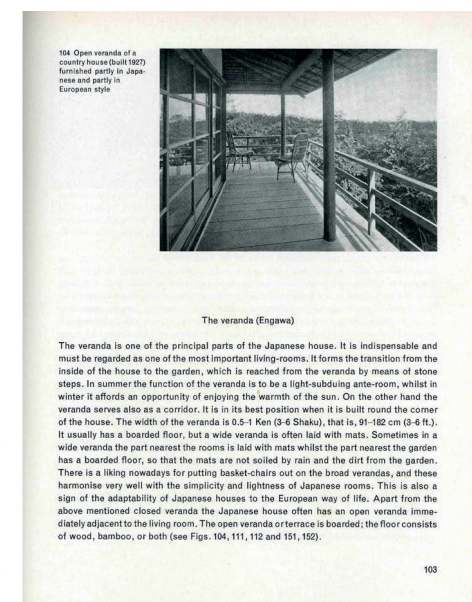 104 Open veranda of a
country house (built 1927)
furnished partly in Japa-
nese and partly in
European style
The veranda (Engawa)
The veranda is one of the principal parts of the Japanese house. It is indispensable and
must be regarded as one of the most important living-rooms. It forms the transition from the
inside of the house to the garden, which is reached from the veranda by means of stone
steps. In summer the function of the veranda is to be a light-subduing ante-room, whilst in
winter it affords an opportunity of enjoying the warmth of the sun. On the other hand the
veranda serves also as a corridor. It is in its best position when it is built round the corner
of the house. The width of the veranda is 0.5–1 Ken (3–6 Shaku), that is, 91–182 cm (3–6 ft.).
It usually has a boarded floor, but a wide veranda is often laid with mats. Sometimes in a
wide veranda the part nearest the rooms is laid with mats whilst the part nearest the garden
has a boarded floor, so that the mats are not soiled by rain and the dirt from the garden.
There is a liking nowadays for putting basket-chairs out on the broad verandas, and these
harmonise very well with the simplicity and lightness of Japanese rooms. This is also a
sign of the adaptability of Japanese houses to the European way of life. Apart from the
above mentioned closed veranda the Japanese house often has an open veranda imme-
diately adjacent to the living room. The open veranda or terrace is boarded; the floor consists
of wood, bamboo, or both (see Figs. 104, 111, 112 and 151, 152).
103